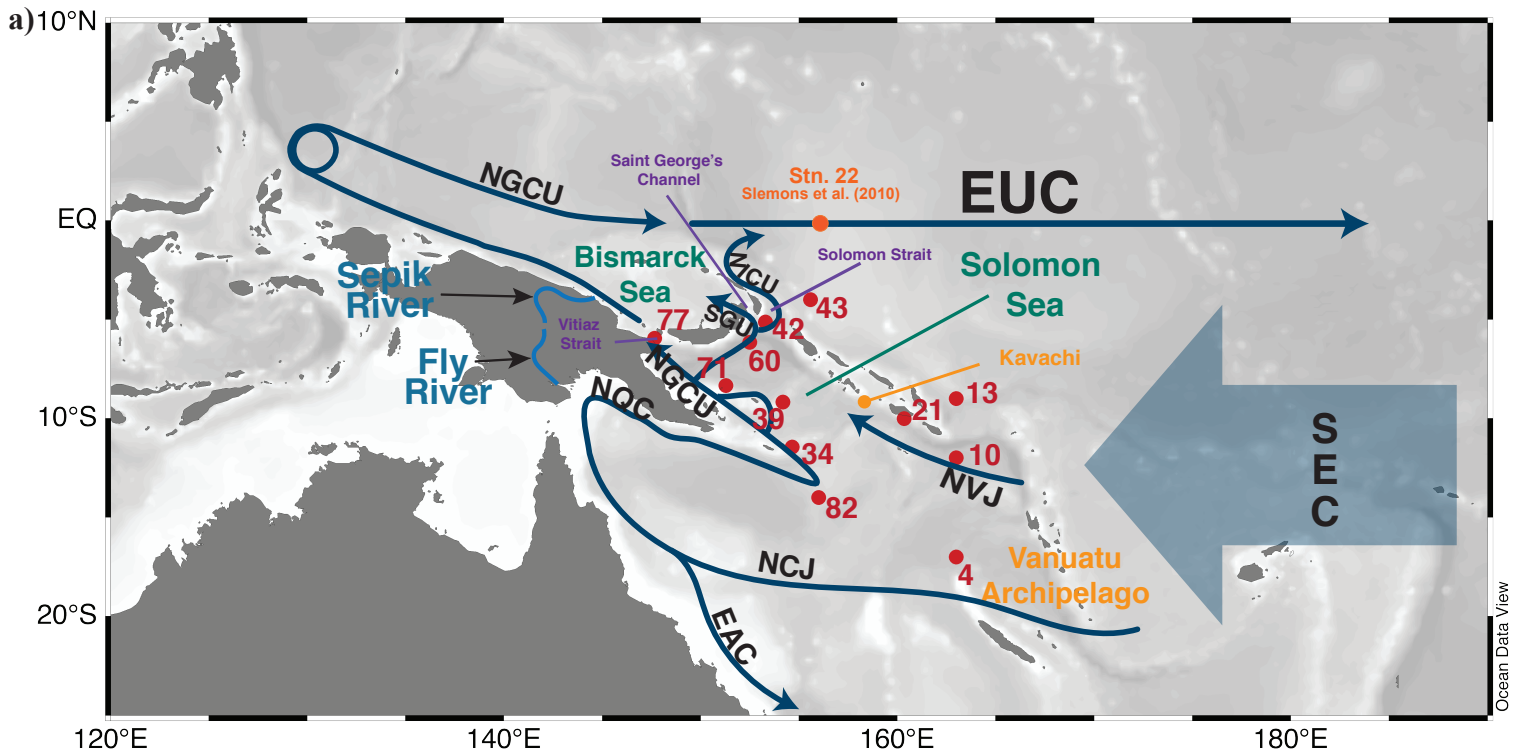 a)
10°N
EQ
10°S
20°S
120°E
140°E
160°E
180°E
NGCU
Saint George's
Channel
Stn. 22
Slemons et al. (2010)
EUC
Bismarck
Sea
MCU
Solomon Strait
Solomon
Sea
Sepik
River
Vitiaz
Strait
77
SGU
42
43
60
Kavachi
Fly
River
NGCU
71
NQC
39
13
21
34
10
NVJ
82
S
E
C
NCJ
4
Vanuatu
Archipelago
EAC
Ocean Data View